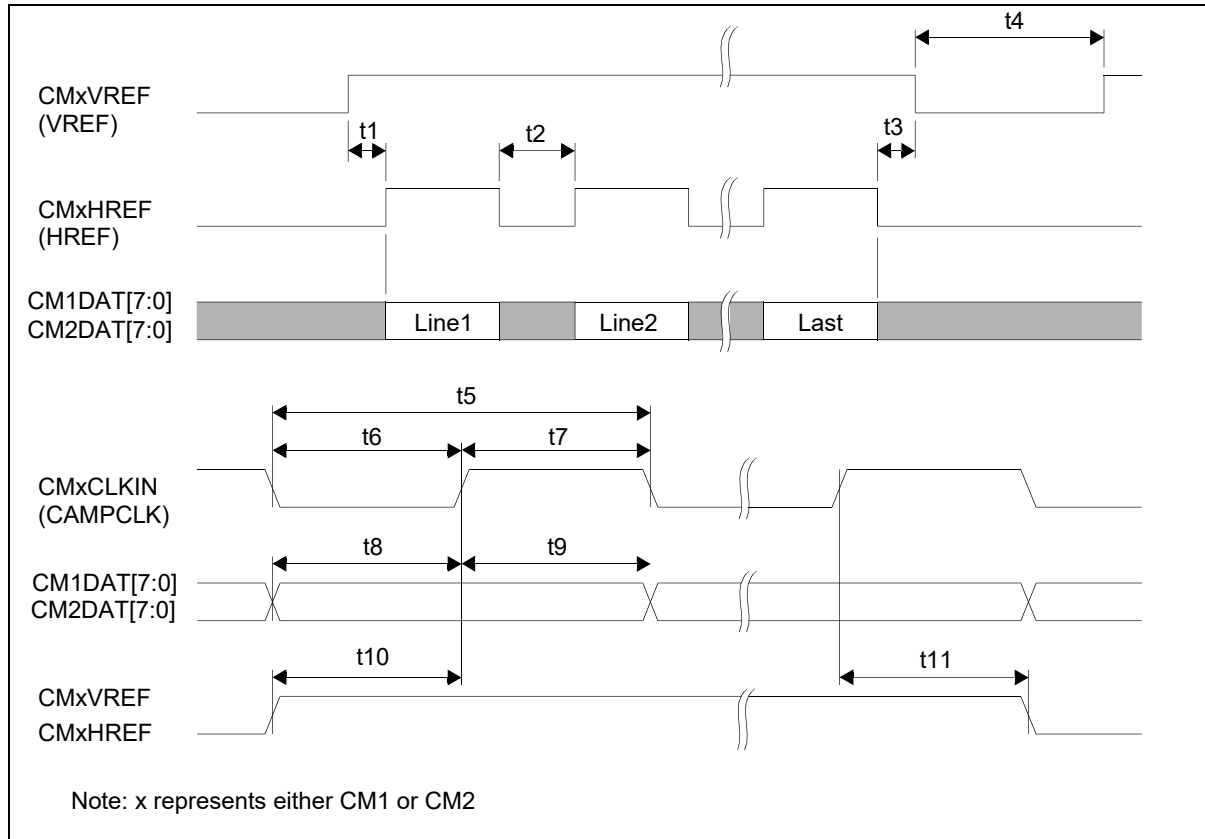 t4
CMxVREF
(VREF)
t1
t2
t3
CMxHREF
(HREF)
CM1DAT[7:0]
CM2DAT[7:0]
Line1
Line2
Last
t5
t6
t7
CMxCLKIN
(CAMPCLK)
t8
t9
CM1DAT[7:0]
CM2DAT[7:0]
t10
t11
CMxVREF
CMxHREF
Note: x represents either CM1 or CM2